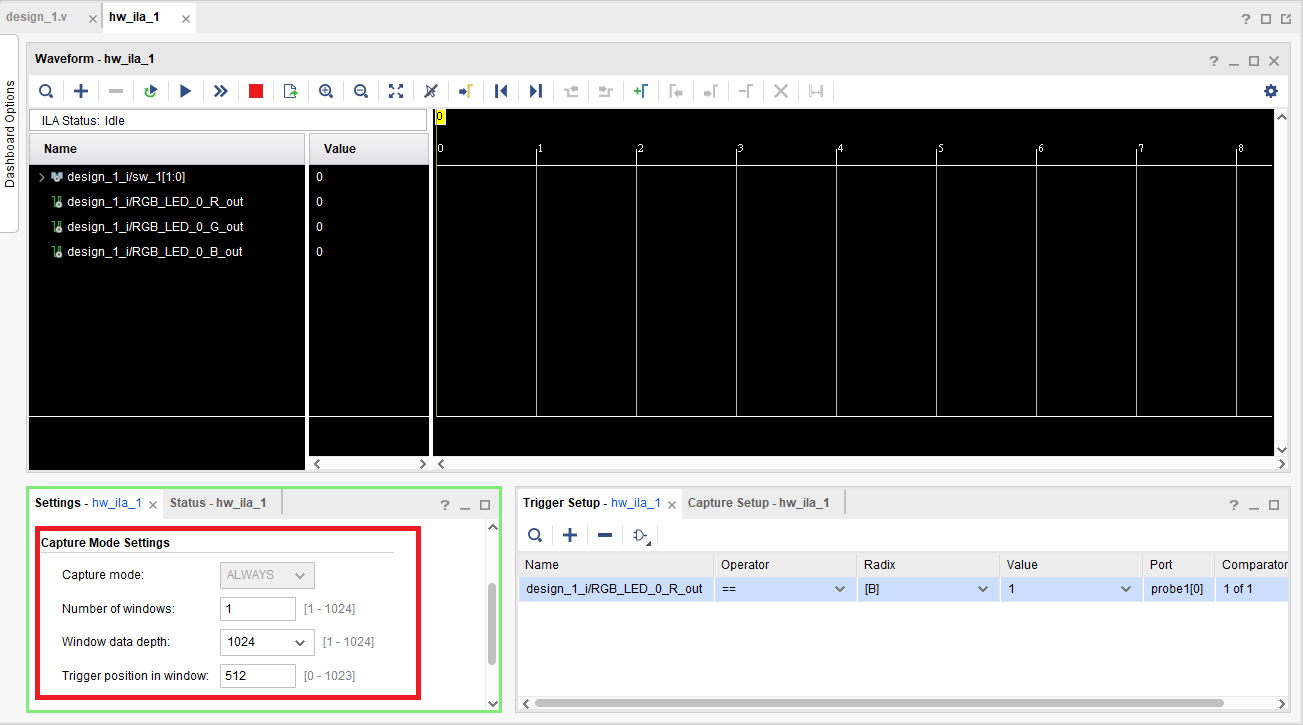 design_1.v
hw_ila_1
Dashboard Options
Waveform - hw_ila_1
ILA Status: Idle
Name
Value
design_1_i/sw_1[1:0]
0
design_1_i/RGB_LED_0_R_out
0
design_1_i/RGB_LED_0_G_out
0
design_1_i/RGB_LED_0_B_out
0
0
0 1 2 3 4 5 6 7 8
Settings - hw_ila_1
Status - hw_ila_1
Capture Mode Settings
Capture mode: ALWAYS
Number of windows: 1 [1 - 1024]
Window data depth: 1024 [1 - 1024]
Trigger position in window: 512 [0 - 1023]
Trigger Setup - hw_ila_1
Capture Setup - hw_ila_1
Name Operator Radix Value Port Comparator
design_1_i/RGB_LED_0_R_out == [B] 1 probe1[0] 1 of 1